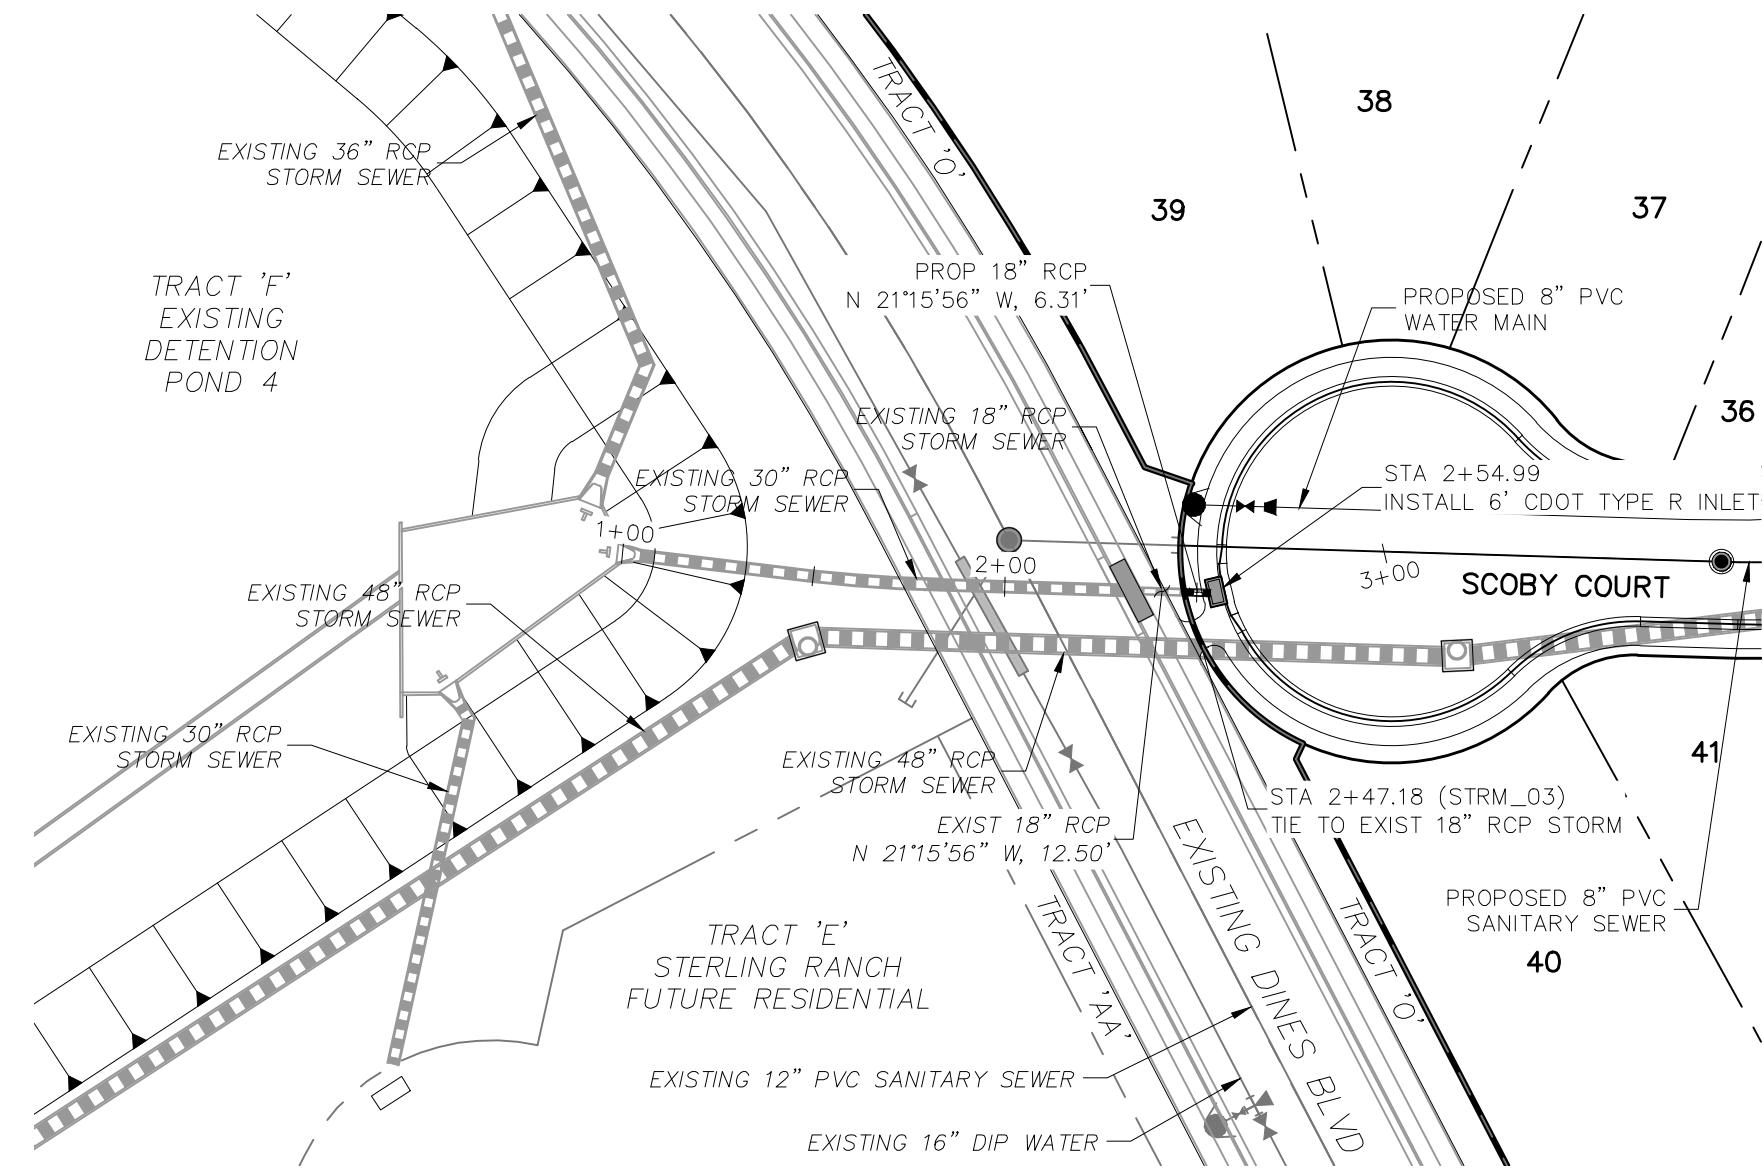 38
EXISTING 36” RCP
STORM SEWER
TRACT 'O'
39
37
TRACT 'F'
EXISTING
DETENTION
POND 4
PROP 18” RCP
N 21°15'56” W, 6.31'
PROPOSED 8” PVC
WATER MAIN
36
EXISTING 18” RCP
STORM SEWER
EXISTING 30” RCP
STORM SEWER
STA 2+54.99
INSTALL 6' CDOT TYPE R INLET
1+00
2+00
3+00
SCOBY COURT
EXISTING 48” RCP
STORM SEWER
EXISTING 30” RCP
STORM SEWER
EXISTING 48” RCP
STORM SEWER
41
STA 2+47.18 (STRM_03)
TIE TO EXIST 18” RCP STORM
EXIST 18” RCP
N 21°15'56” W, 12.50'
EXISTING DINES BLVD
PROPOSED 8” PVC
SANITARY SEWER
TRACT 'AA'
TRACT 'O'
TRACT 'E'
STERLING RANCH
FUTURE RESIDENTIAL
40
EXISTING 12” PVC SANITARY SEWER
EXISTING 16” DIP WATER